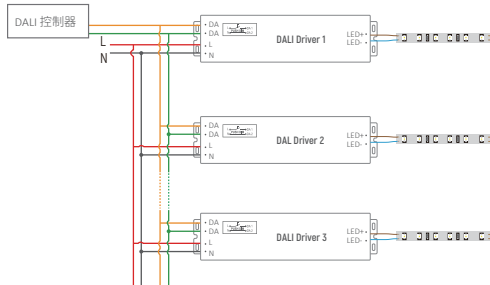 DALI 控制器
L
N
DA
DA
L
N
DALI Driver 1
LED+
LED-
DA
DA
L
N
DAL Driver 2
LED+
LED-
DA
DA
L
N
DALI Driver 3
LED+
LED-